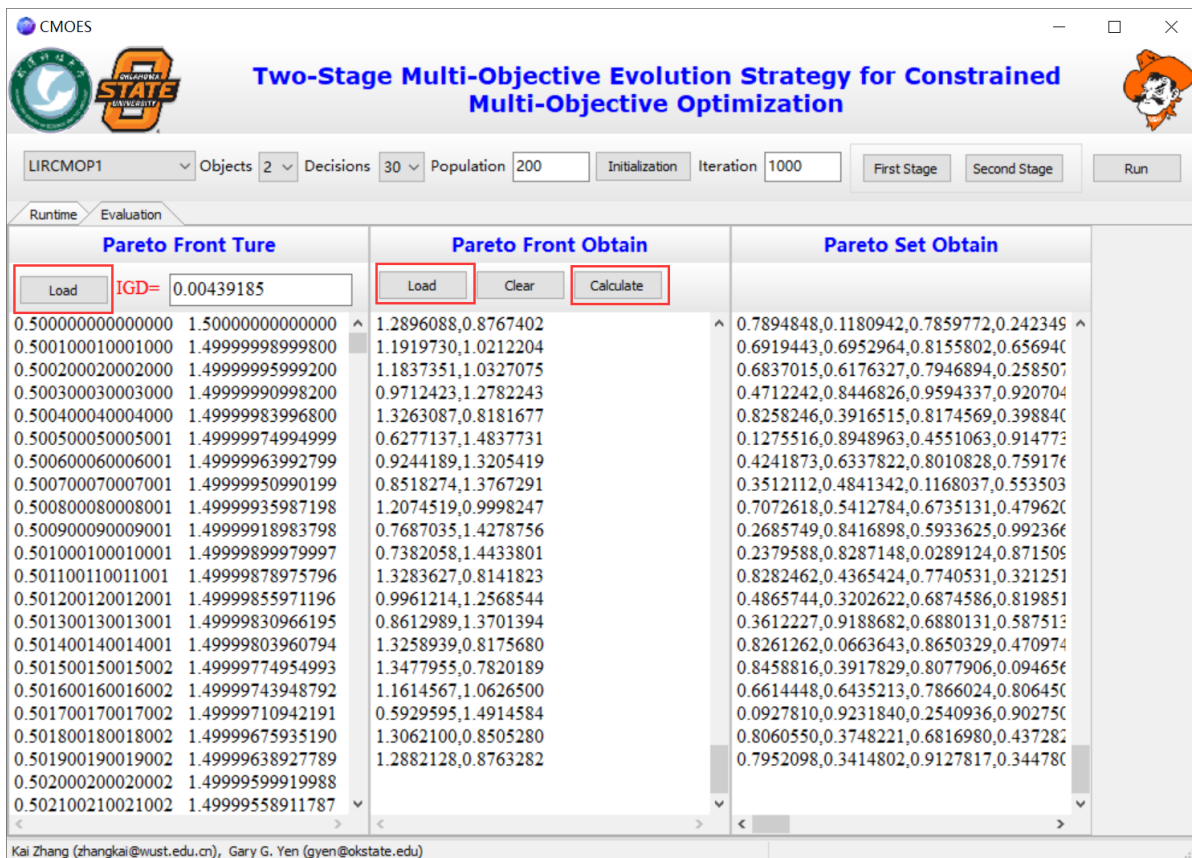 CMOES
OKLAHOMA
STATE
UNIVERSITY
Two-Stage Multi-Objective Evolution Strategy for Constrained
Multi-Objective Optimization
LIRCMOP1 Objects 2 Decisions 30 Population 200 Initialization Iteration 1000 First Stage Second Stage Run
Runtime Evaluation
Pareto Front Ture Pareto Front Obtain Pareto Set Obtain
Load IGD= 0.00439185 Load Clear Calculate
0.500000000000000 1.50000000000000 1.2896088,0.8767402 0.7894848,0.1180942,0.7859772,0.242349
0.500100010001000 1.49999998999800 1.1919730,1.0212204 0.6919443,0.6952964,0.8155802,0.656940
0.500200020002000 1.49999995999200 1.1837351,1.0327075 0.6837015,0.6176327,0.7946894,0.258507
0.500300030003000 1.49999990998200 0.9712423,1.2782243 0.4712242,0.8446826,0.9594337,0.920704
0.500400040004000 1.49999983996800 1.3263087,0.8181677 0.8258246,0.3916515,0.8174569,0.398840
0.500500050005001 1.49999974994999 0.6277137,1.4837731 0.1275516,0.8948963,0.4551063,0.914773
0.500600060006001 1.49999963992799 0.9244189,1.3205419 0.4241873,0.6337822,0.8010828,0.759176
0.500700070007001 1.49999950990199 0.8518274,1.3767291 0.3512112,0.4841342,0.1168037,0.553503
0.500800080008001 1.49999935987198 1.2074519,0.9998247 0.7072618,0.5412784,0.6735131,0.479620
0.500900090009001 1.49999918983798 0.7687035,1.4278756 0.2685749,0.8416898,0.5933625,0.992366
0.501000100010001 1.49999899979997 0.7382058,1.4433801 0.2379588,0.8287148,0.0289124,0.871509
0.501100110011001 1.49999878975796 1.3283627,0.8141823 0.8282462,0.4365424,0.7740531,0.321251
0.501200120012001 1.49999855971196 0.9961214,1.2568544 0.4865744,0.3202622,0.6874586,0.819851
0.501300130013001 1.49999830966195 0.8612989,1.3701394 0.3612227,0.9188682,0.6880131,0.587513
0.501400140014001 1.49999803960794 1.3258939,0.8175680 0.8261262,0.0663643,0.8650329,0.470974
0.501500150015002 1.49999774954993 1.3477955,0.7820189 0.8458816,0.3917829,0.8077906,0.094656
0.501600160016002 1.49999743948792 1.1614567,1.0626500 0.6614448,0.6435213,0.7866024,0.806450
0.501700170017002 1.49999710942191 0.5929595,1.4914584 0.0927810,0.9231840,0.2540936,0.902750
0.501800180018002 1.49999675935190 1.3062100,0.8505280 0.8060550,0.3748221,0.6816980,0.437282
0.501900190019002 1.49999638927789 1.2882128,0.8763282 0.7952098,0.3414802,0.9127817,0.344780
0.502000200020002 1.49999599919988
0.502100210021002 1.49999558911787
Kai Zhang (zhangkai@wust.edu.cn), Gary G. Yen (gyen@okstate.edu)